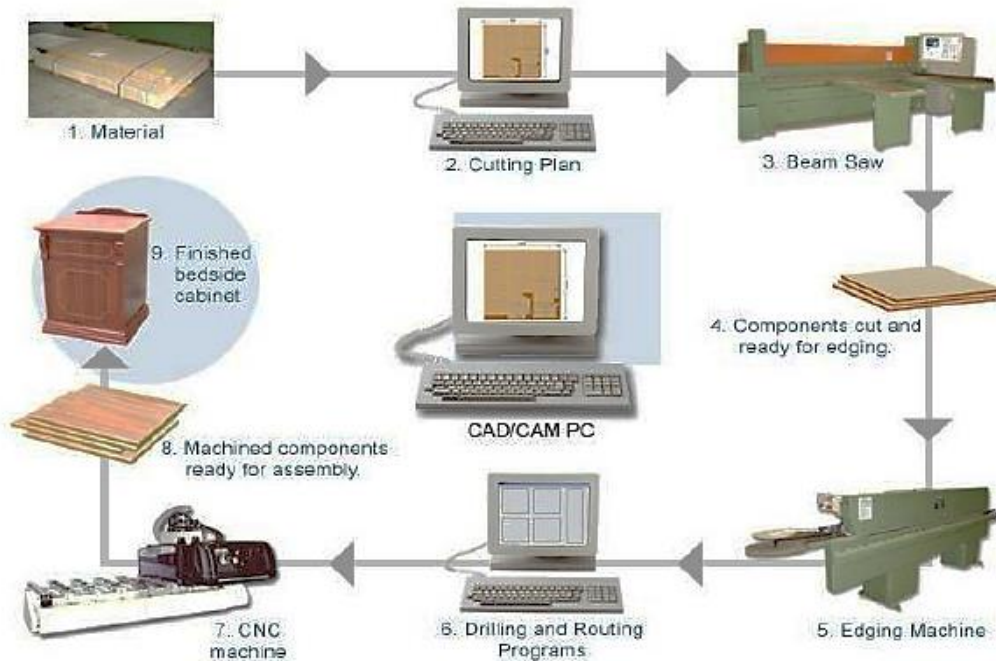 1. Material
2. Cutting Plan
3. Beam Saw
4. Components cut and
ready for edging.
5. Edging Machine
6. Drilling and Routing
Programs
7. CNC
machine
8. Machined components
ready for assembly.
9. Finished
bedside
cabinet
CAD/CAM PC